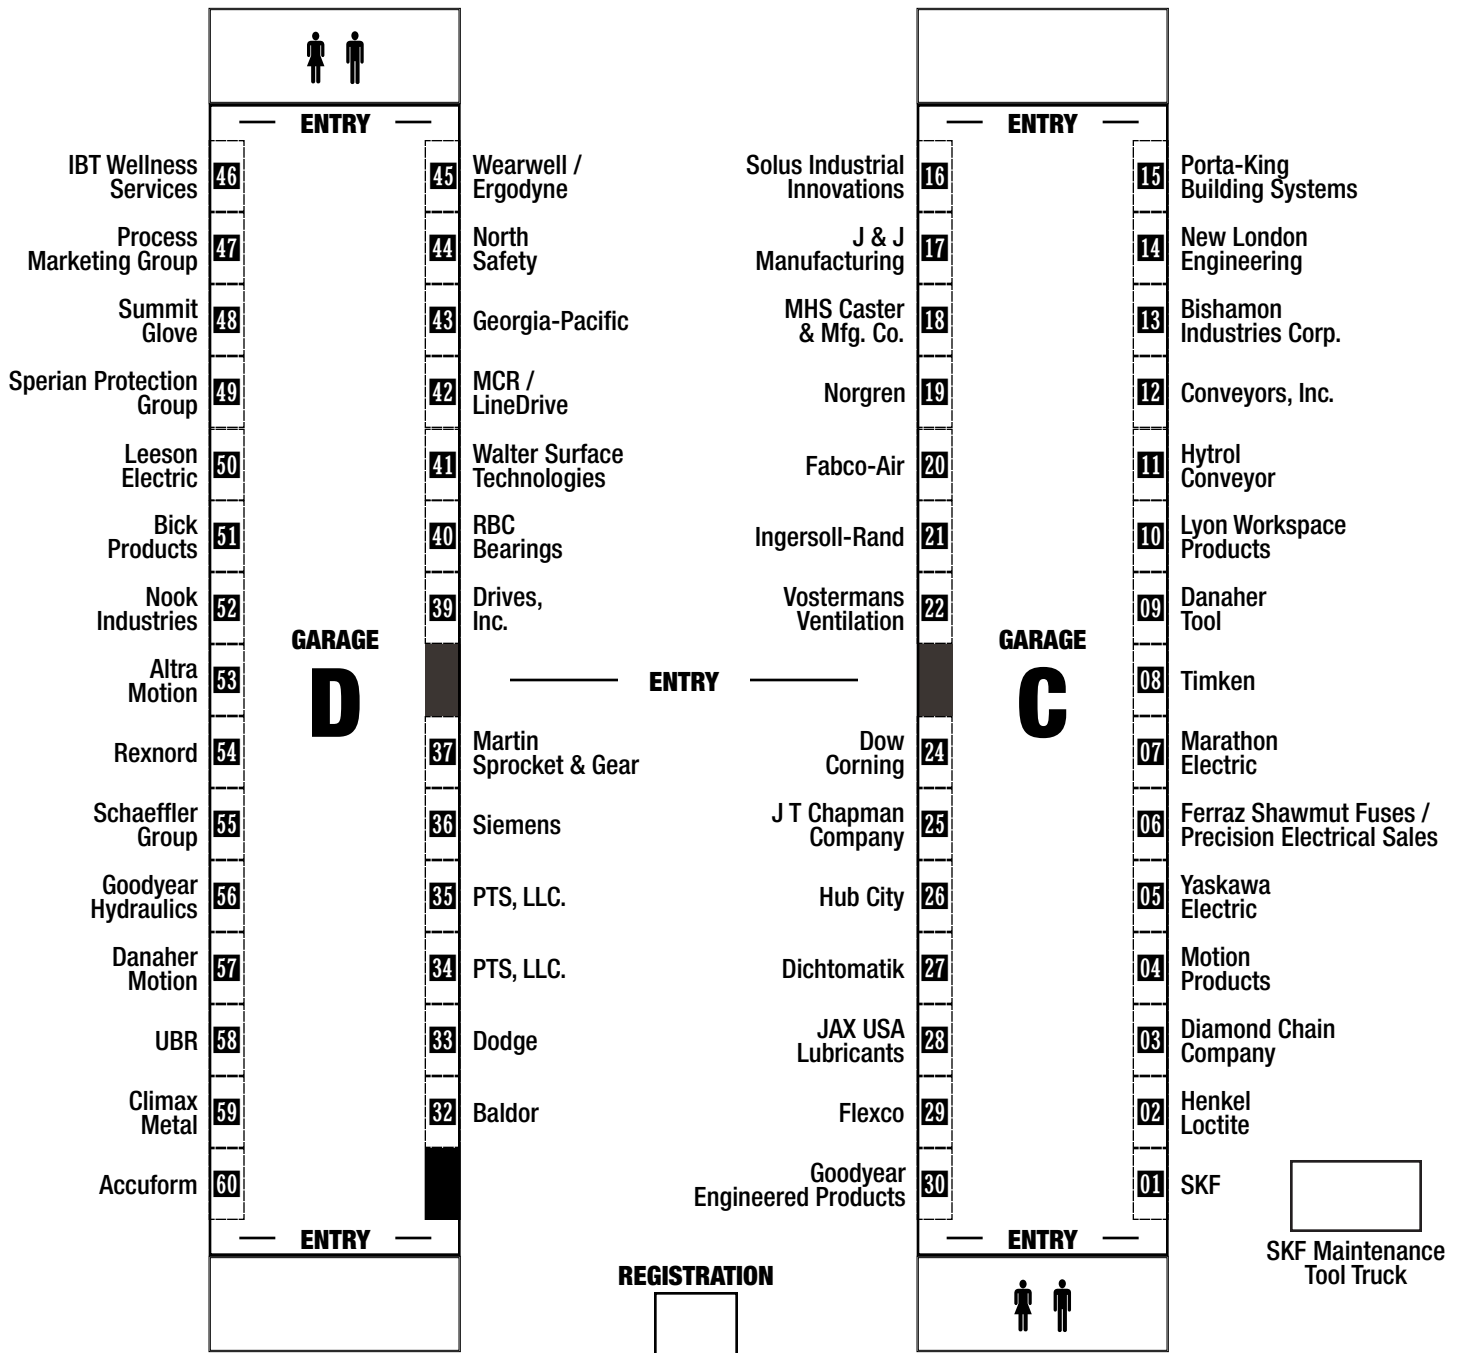 ENTRY
IBT Wellness
Services
46
Process
Marketing Group
47
Summit
Glove
48
Sperian Protection
Group
49
Leeson
Electric
50
Bick
Products
51
Nook
Industries
52
Altra
Motion
53
Rexnord
54
Schaeffler
Group
55
Goodyear
Hydraulics
56
Danaher
Motion
57
UBR
58
Climax
Metal
59
Accuform
60
GARAGE
D
45
Wearwell /
Ergodyne
44
North
Safety
43
Georgia-Pacific
42
MCR /
LineDrive
41
Walter Surface
Technologies
40
RBC
Bearings
39
Drives,
Inc.
37
Martin
Sprocket & Gear
36
Siemens
35
PTS, LLC.
34
PTS, LLC.
33
Dodge
32
Baldor
ENTRY
ENTRY
ENTRY
Solus Industrial
Innovations
16
J & J
Manufacturing
17
MHS Caster
& Mfg. Co.
18
Norgren
19
Fabco-Air
20
Ingersoll-Rand
21
Vostermans
Ventilation
22
Dow
Corning
24
J T Chapman
Company
25
Hub City
26
Dichtomatik
27
JAX USA
Lubricants
28
Flexco
29
Goodyear
Engineered Products
30
GARAGE
C
15
Porta-King
Building Systems
14
New London
Engineering
13
Bishamon
Industries Corp.
12
Conveyors, Inc.
11
Hytrol
Conveyor
10
Lyon Workspace
Products
09
Danaher
Tool
08
Timken
07
Marathon
Electric
06
Ferraz Shawmut Fuses /
Precision Electrical Sales
05
Yaskawa
Electric
04
Motion
Products
03
Diamond Chain
Company
02
Henkel
Loctite
01
SKF
ENTRY
SKF Maintenance
Tool Truck
REGISTRATION